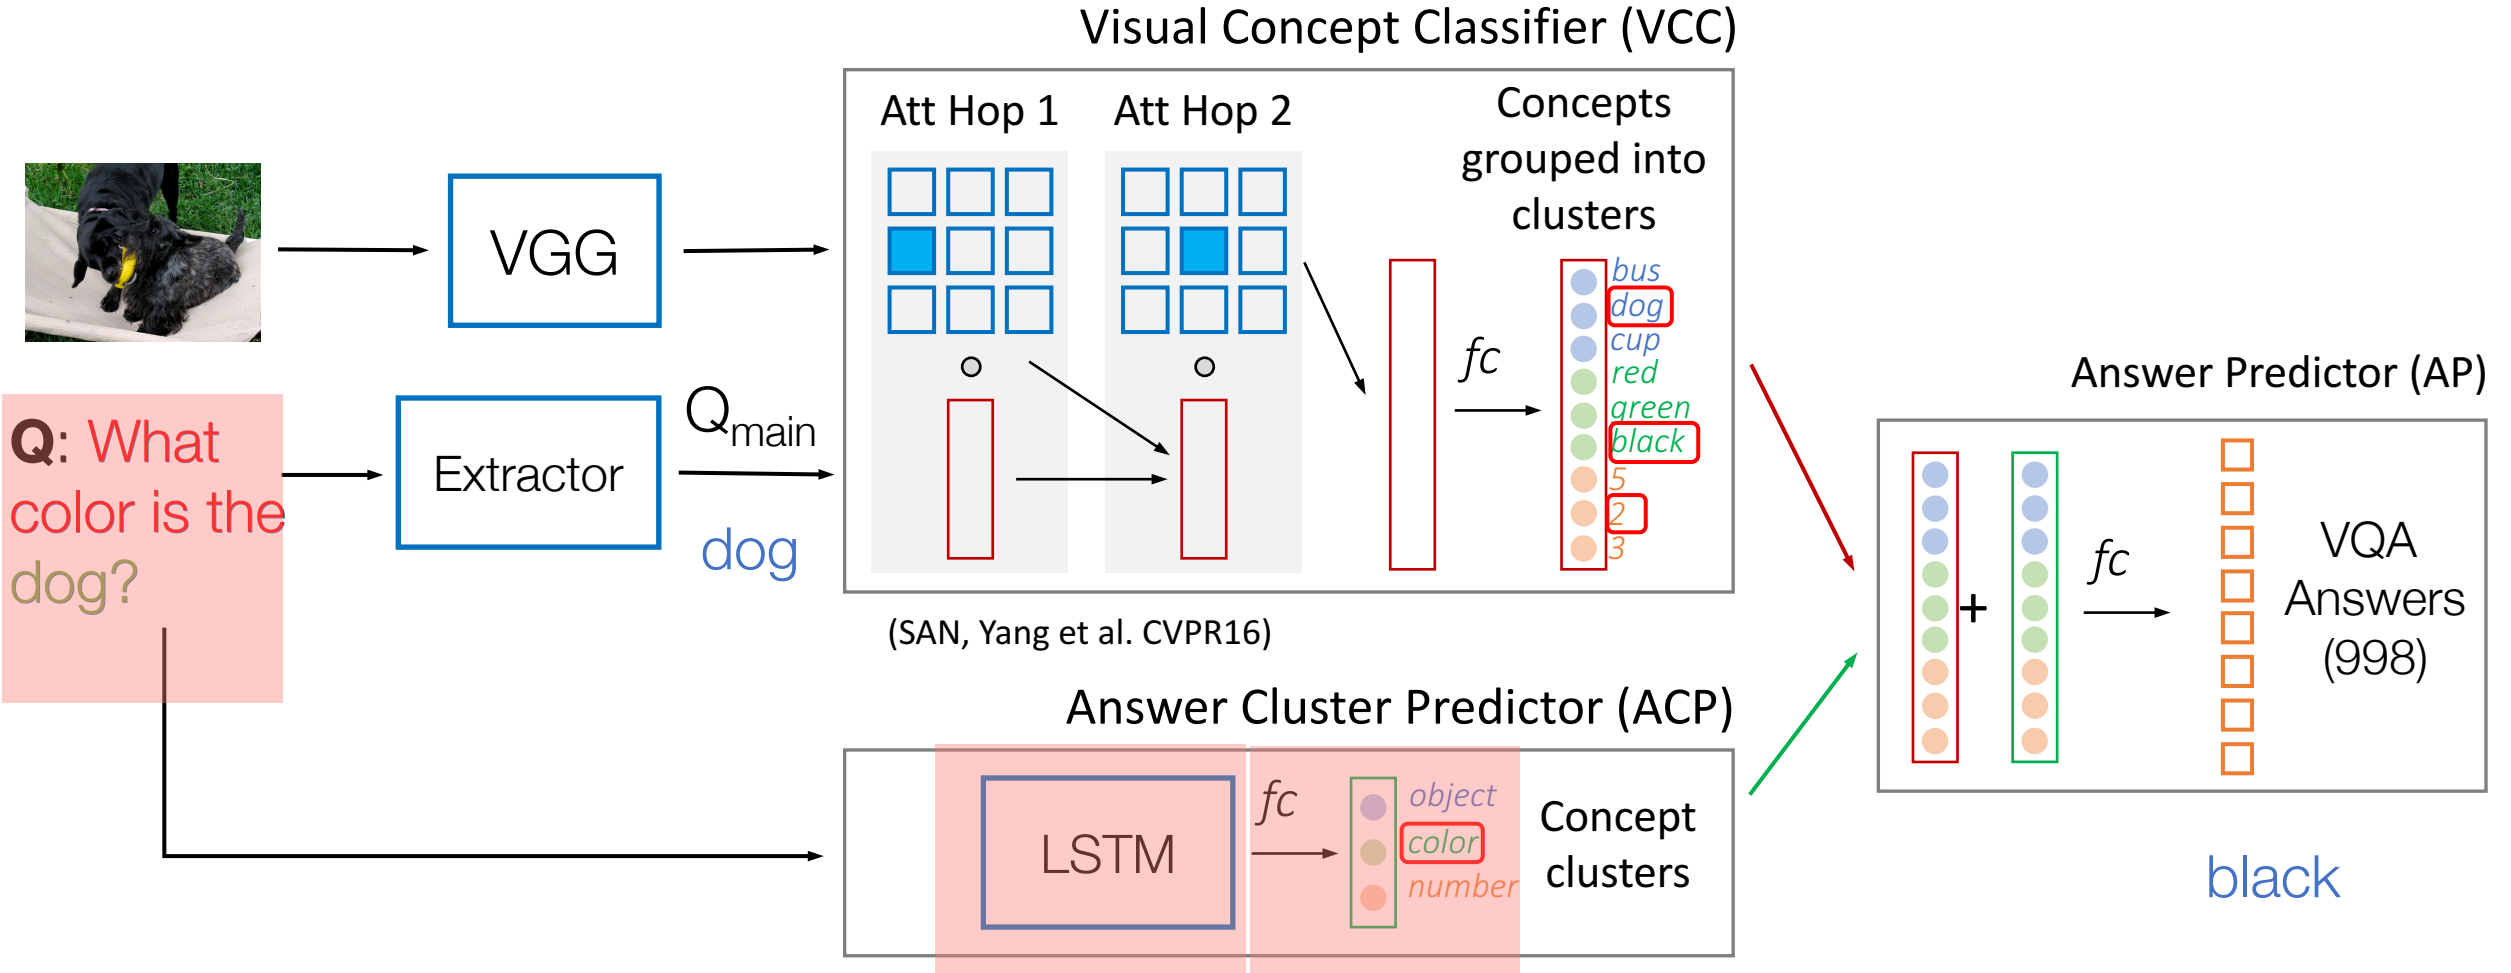 Visual Concept Classifier (VCC)
Att Hop 1
Att Hop 2
Concepts
grouped into
clusters
VGG
bus
dog
cup
red
green
black
5
2
3
fc
Q: What
color is the
dog?
Extractor
Qmain
dog
(SAN, Yang et al. CVPR16)
Answer Predictor (AP)
+
fc
VQA
Answers
(998)
Answer Cluster Predictor (ACP)
LSTM
fc
object
color
number
Concept
clusters
black